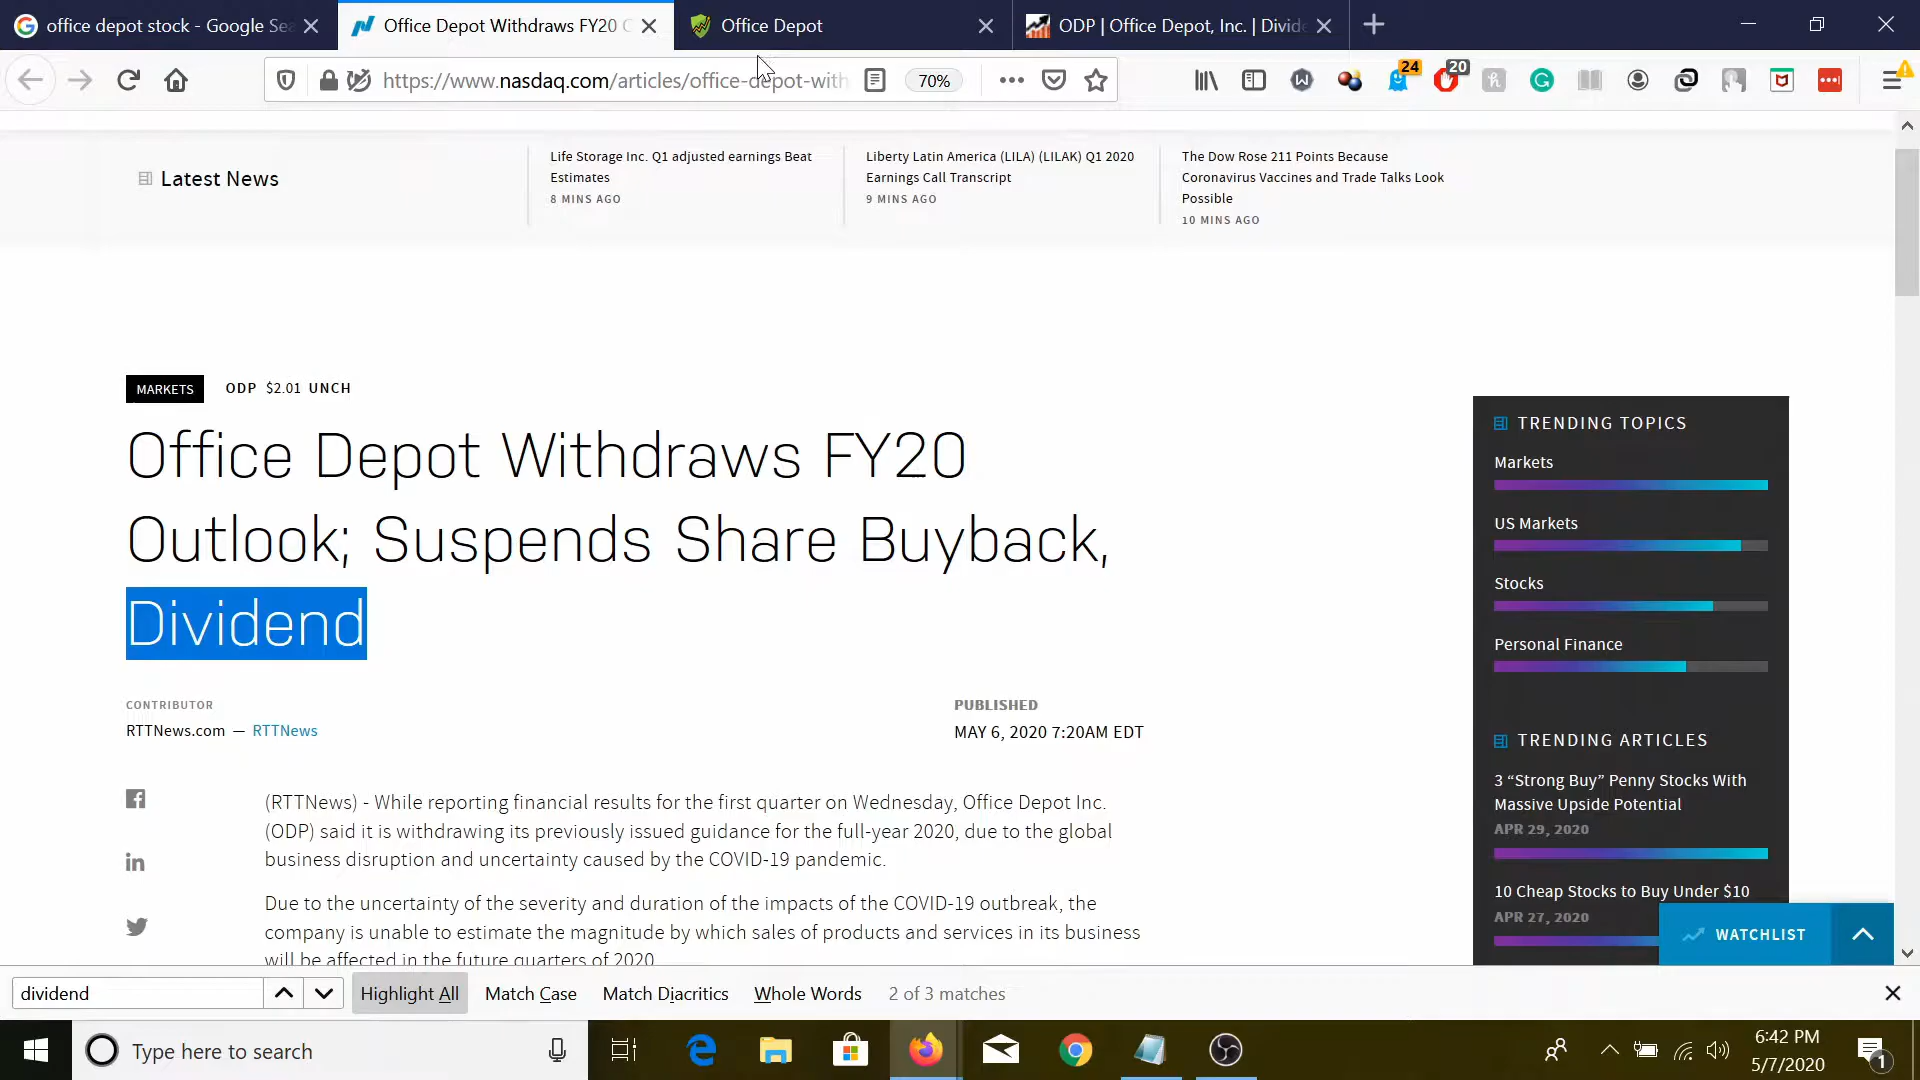 office depot stock - Google Sea
Office Depot Withdraws FY20 O
Office Depot
ODP | Office Depot, Inc. | Divide
https://www.nasdaq.com/articles/office-depot-with
70%
24
20
Latest News
Life Storage Inc. Q1 adjusted earnings Beat
Estimates
8 MINS AGO
Liberty Latin America (LILA) (LILAK) Q1 2020
Earnings Call Transcript
9 MINS AGO
The Dow Rose 211 Points Because
Coronavirus Vaccines and Trade Talks Look
Possible
10 MINS AGO
MARKETS ODP $2.01 UNCH
Office Depot Withdraws FY20
Outlook; Suspends Share Buyback,
Dividend
CONTRIBUTOR
RTTNews.com — RTTNews
PUBLISHED
MAY 6, 2020 7:20AM EDT
(RTTNews) - While reporting financial results for the first quarter on Wednesday, Office Depot Inc.
(ODP) said it is withdrawing its previously issued guidance for the full-year 2020, due to the global
business disruption and uncertainty caused by the COVID-19 pandemic.
Due to the uncertainty of the severity and duration of the impacts of the COVID-19 outbreak, the
company is unable to estimate the magnitude by which sales of products and services in its business
will be affected in the future quarters of 2020.
TRENDING TOPICS
Markets
US Markets
Stocks
Personal Finance
TRENDING ARTICLES
3 “Strong Buy” Penny Stocks With
Massive Upside Potential
APR 29, 2020
10 Cheap Stocks to Buy Under $10
APR 27, 2020
WATCHLIST
dividend
Highlight All
Match Case
Match Diacritics
Whole Words
2 of 3 matches
Type here to search
6:42 PM
5/7/2020
1